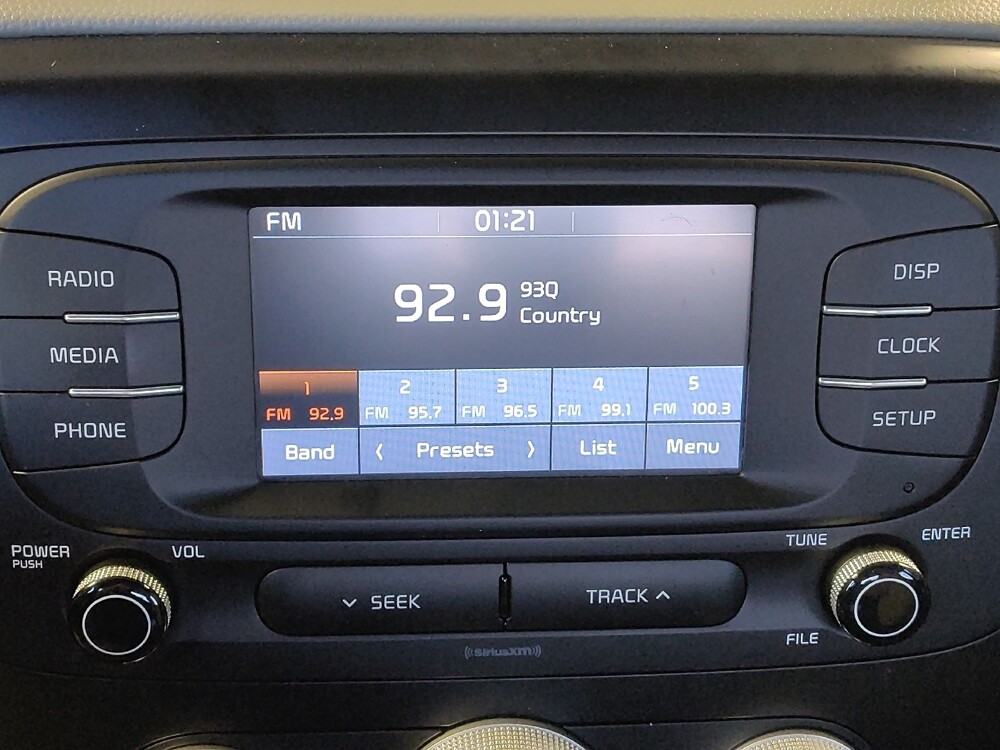 FM 01:21
92.9 93Q
Country
1 2 3 4 5
FM 92.9 FM 95.7 FM 96.5 FM 99.1 FM 100.3
Band Presets List Menu
RADIO
MEDIA
PHONE
DISP
CLOCK
SETUP
POWER
PUSH
VOL
SEEK
TRACK
TUNE
ENTER
FILE
((SiriusXM))